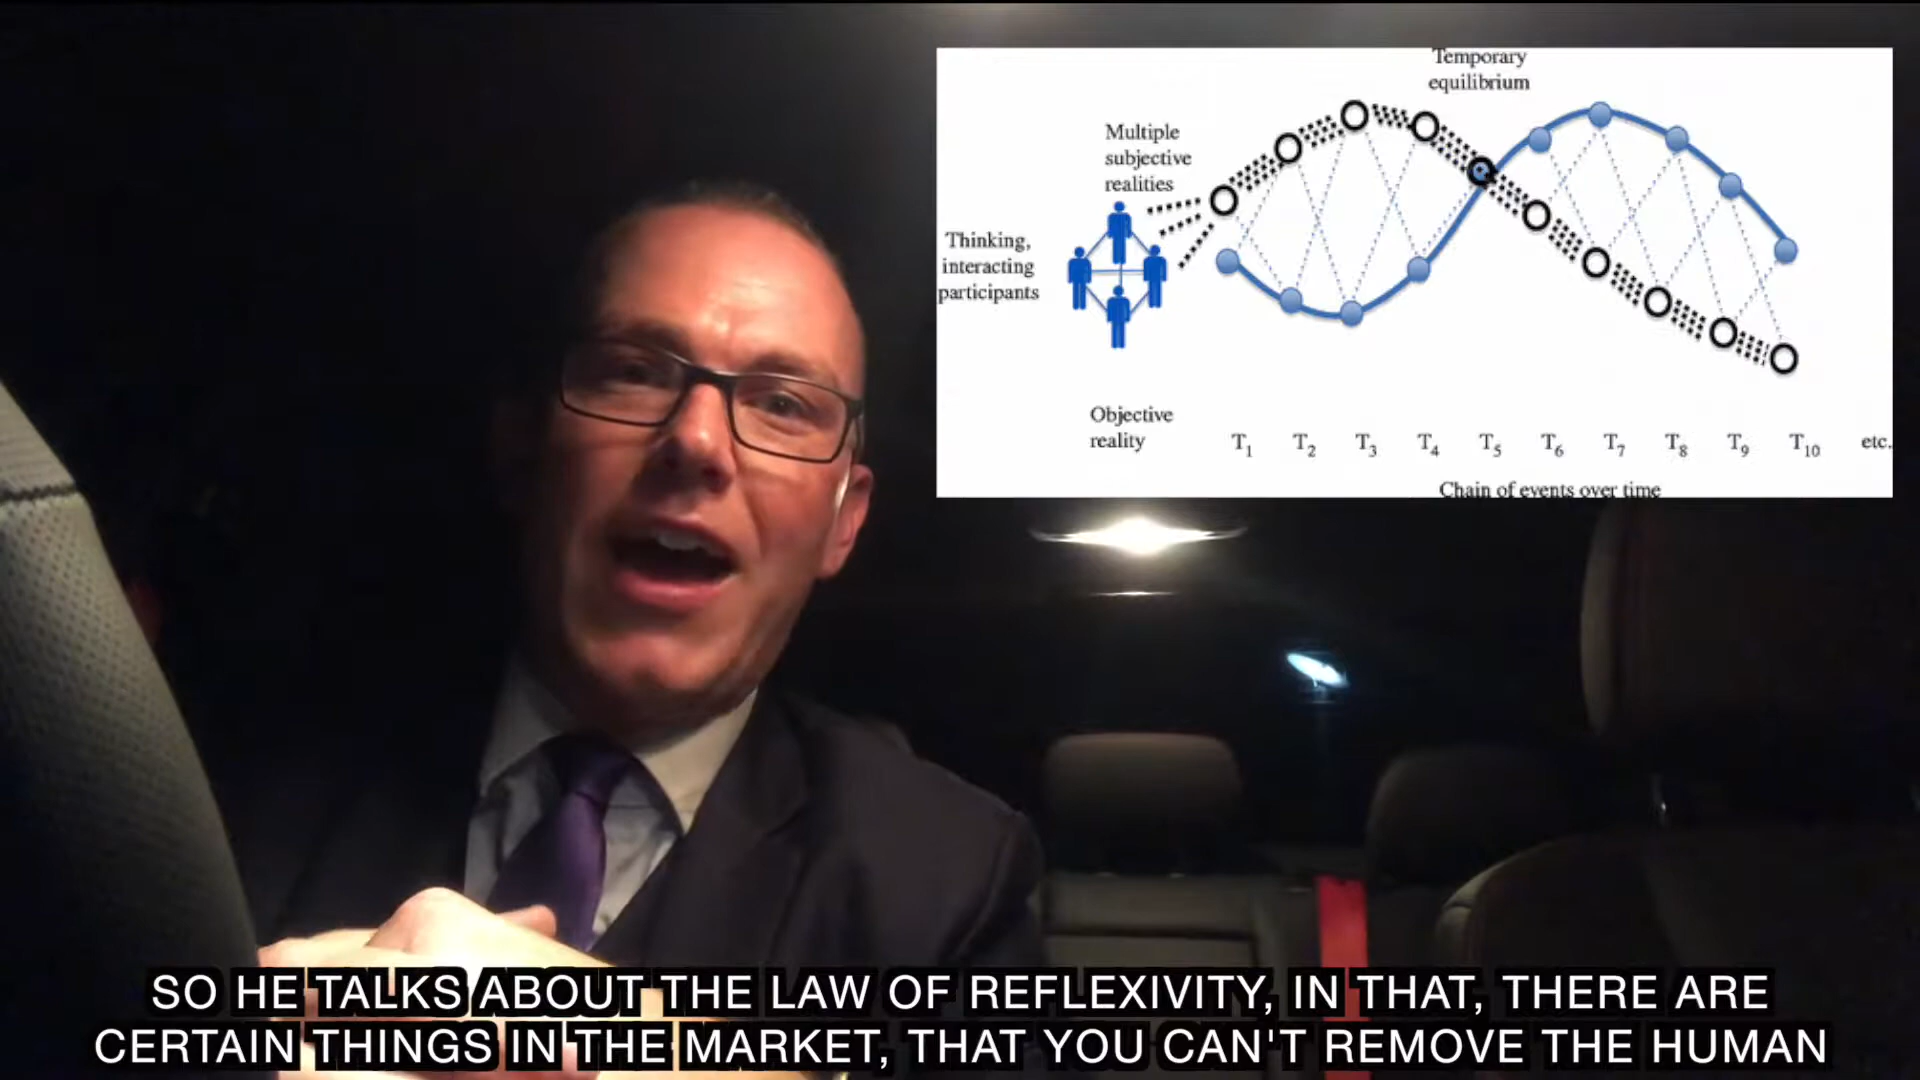 Temporary
equilibrium
Multiple
subjective
realities
Thinking,
interacting
participants
Objective
reality
T1 T2 T3 T4 T5 T6 T7 T8 T9 T10 etc.
Chain of events over time
SO HE TALKS ABOUT THE LAW OF REFLEXIVITY, IN THAT, THERE ARE
CERTAIN THINGS IN THE MARKET, THAT YOU CAN'T REMOVE THE HUMAN